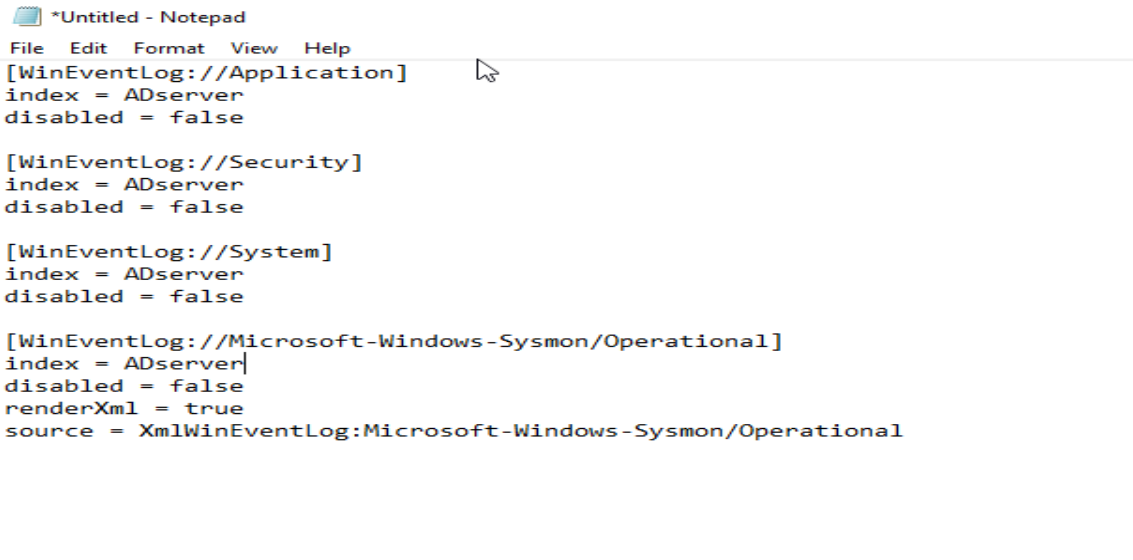 *Untitled - Notepad
File Edit Format View Help
[WinEventLog://Application]
index = ADserver
disabled = false
[WinEventLog://Security]
index = ADserver
disabled = false
[WinEventLog://System]
index = ADserver
disabled = false
[WinEventLog://Microsoft-Windows-Sysmon/Operational]
index = ADserver
disabled = false
renderXml = true
source = XmlWinEventLog:Microsoft-Windows-Sysmon/Operational